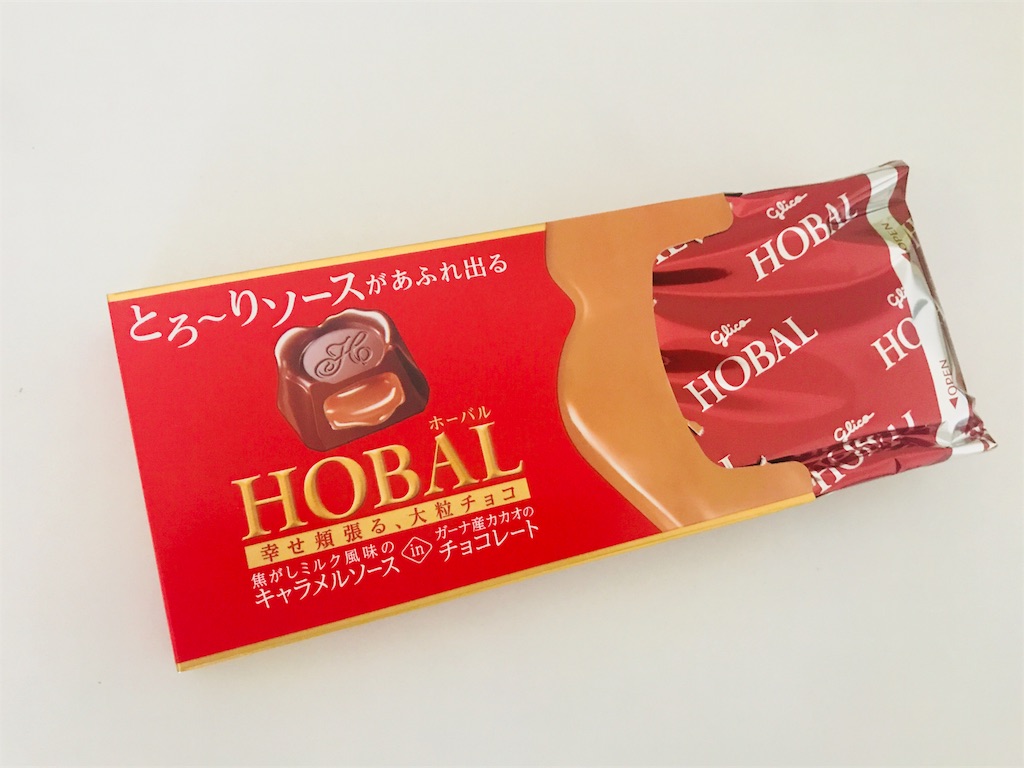 とろ～りソースがあふれ出る
H
ホーバル
HOBAL
幸せ頬張る、大粒チョコ
焦がしミルク風味の
キャラメルソース
in
ガーナ産カカオの
チョコレート
Glico
HOBAL
OPEN
Glico
HOBAL
Glico
HOBAL
OPEN